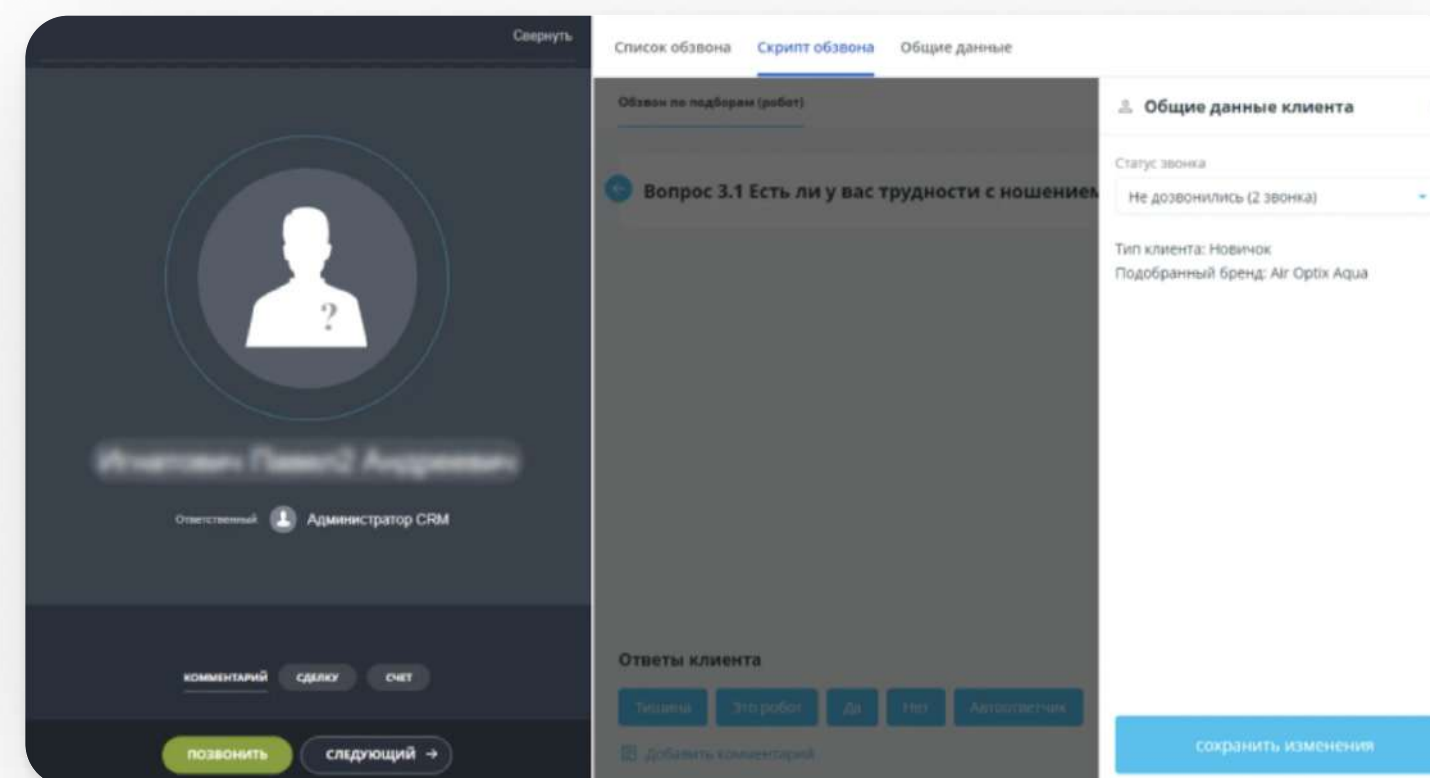 Свернуть
Список обзвона Скрипт обзвона Общие данные
Обзвон по подборам (робот)
Вопрос 3.1 Есть ли у вас трудности с ношением
Общие данные клиента
Статус звонка
Не дозвонились (2 звонка)
Тип клиента: Новичок
Подобранный бренд: Air Optix Aqua
Ответственный Администратор CRM
КОММЕНТАРИЙ СДЕЛКУ СЧЕТ
ПОЗВОНИТЬ СЛЕДУЮЩИЙ →
Ответы клиента
Тишина Это робот Да Нет Автоответчик
Добавить комментарий
сохранить изменения